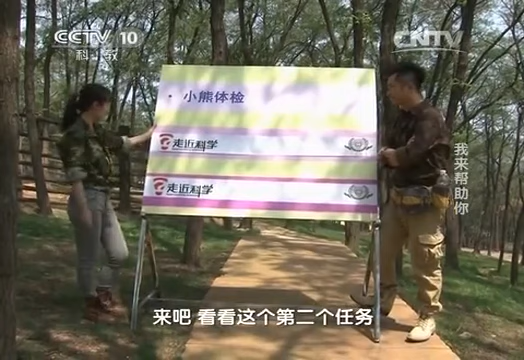 CCTV 10
科教
CNTV
· 小熊体检
走近科学
走近科学
我来帮助你
来吧 看看这个第二个任务